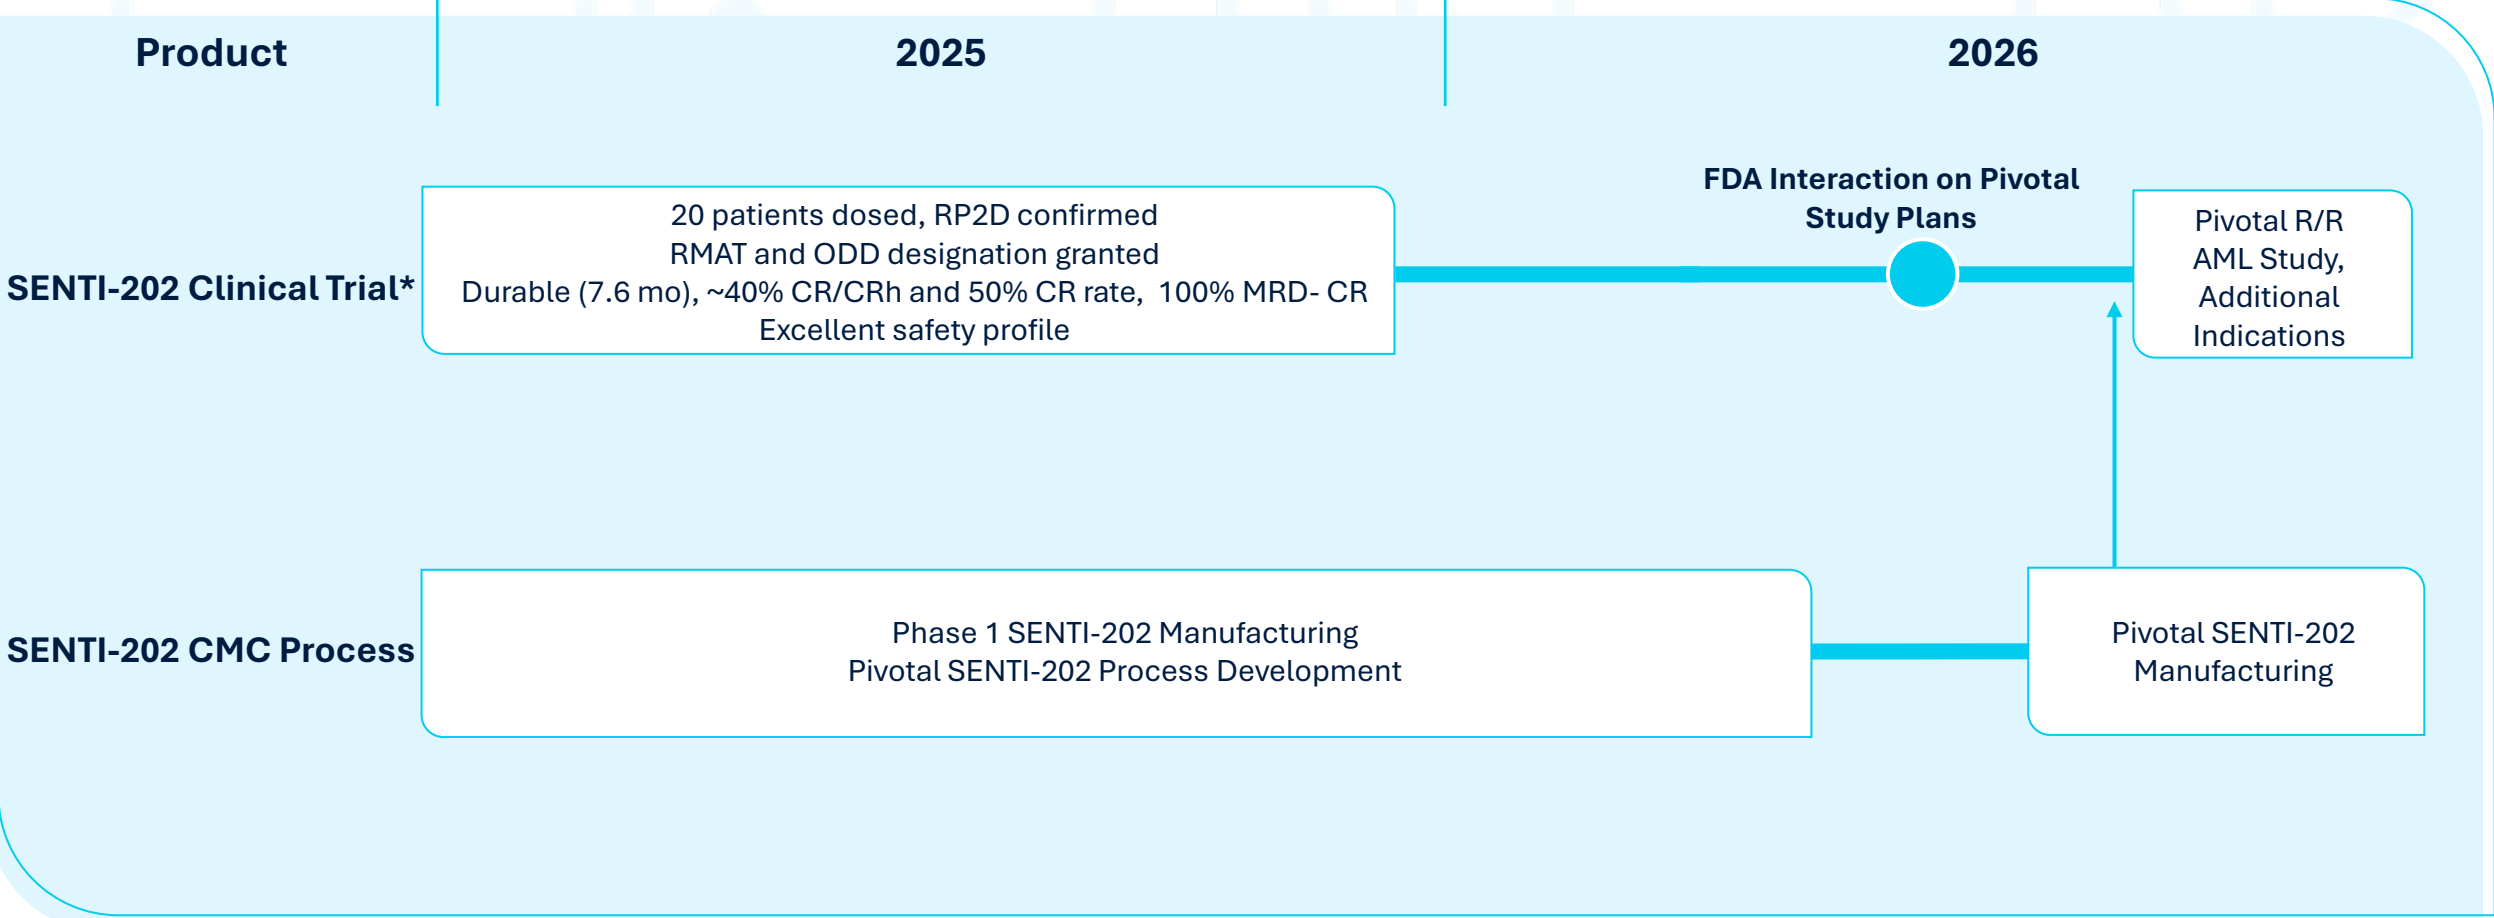 Product
2025
2026
SENTI-202 Clinical Trial*
20 patients dosed, RP2D confirmed
RMAT and ODD designation granted
Durable (7.6 mo), ~40% CR/CRh and 50% CR rate,  100% MRD- CR
Excellent safety profile
FDA Interaction on Pivotal
Study Plans
Pivotal R/R
AML Study,
Additional
Indications
SENTI-202 CMC Process
Phase 1 SENTI-202 Manufacturing
Pivotal SENTI-202 Process Development
Pivotal SENTI-202
Manufacturing